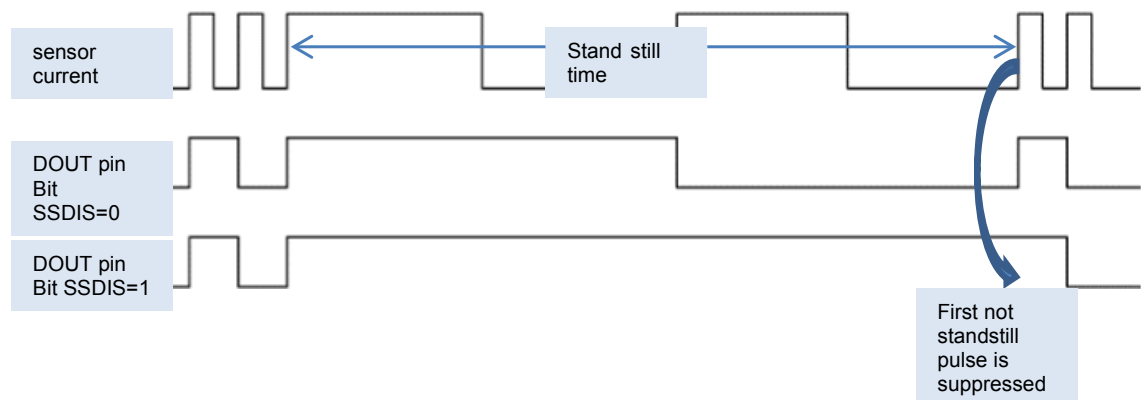 sensor
current
Stand still
time
DOUT pin
Bit
SSDIS=0
DOUT pin
Bit SSDIS=1
First not
standstill
pulse is
suppressed